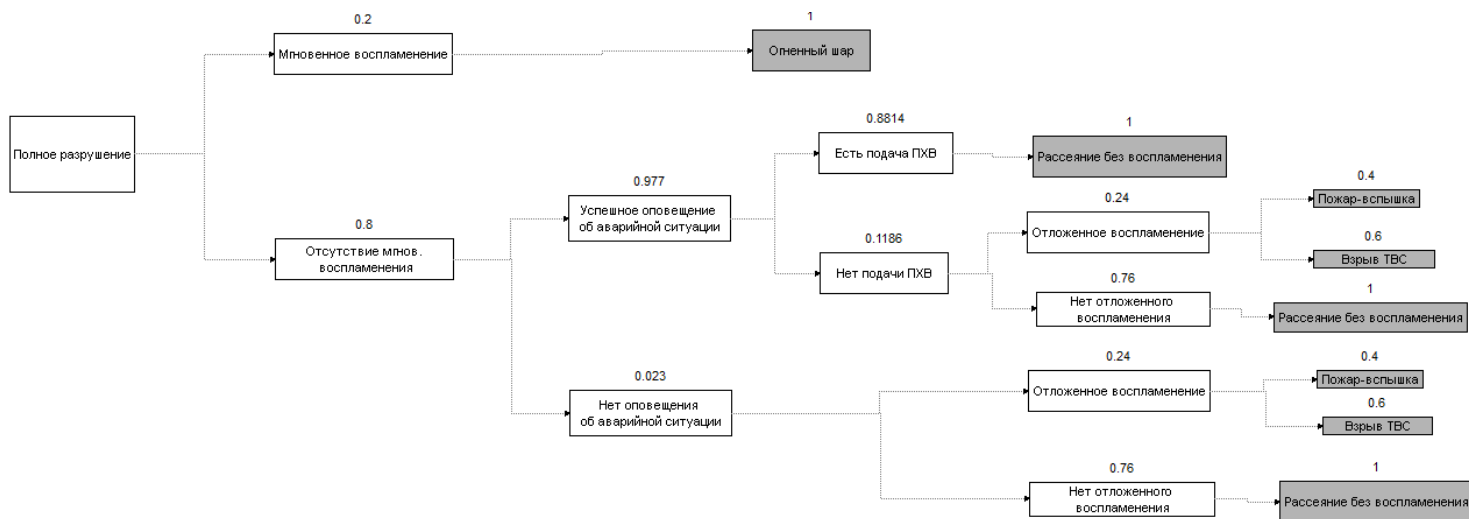 0.2
Мгновенное воспламенение
1
Огненный шар
Полное разрушение
0.8
Отсутствие мгнов.
воспламенения
0.977
Успешное оповещение
об аварийной ситуации
0.8814
Есть подача ПХВ
1
Рассеяние без воспламенения
0.1186
Нет подачи ПХВ
0.24
Отложенное воспламенение
0.4
Пожар-вспышка
0.6
Взрыв ТВС
0.76
Нет отложенного
воспламенения
1
Рассеяние без воспламенения
0.023
Нет оповещения
об аварийной ситуации
0.24
Отложенное воспламенение
0.4
Пожар-вспышка
0.6
Взрыв ТВС
0.76
Нет отложенного
воспламенения
1
Рассеяние без воспламенения